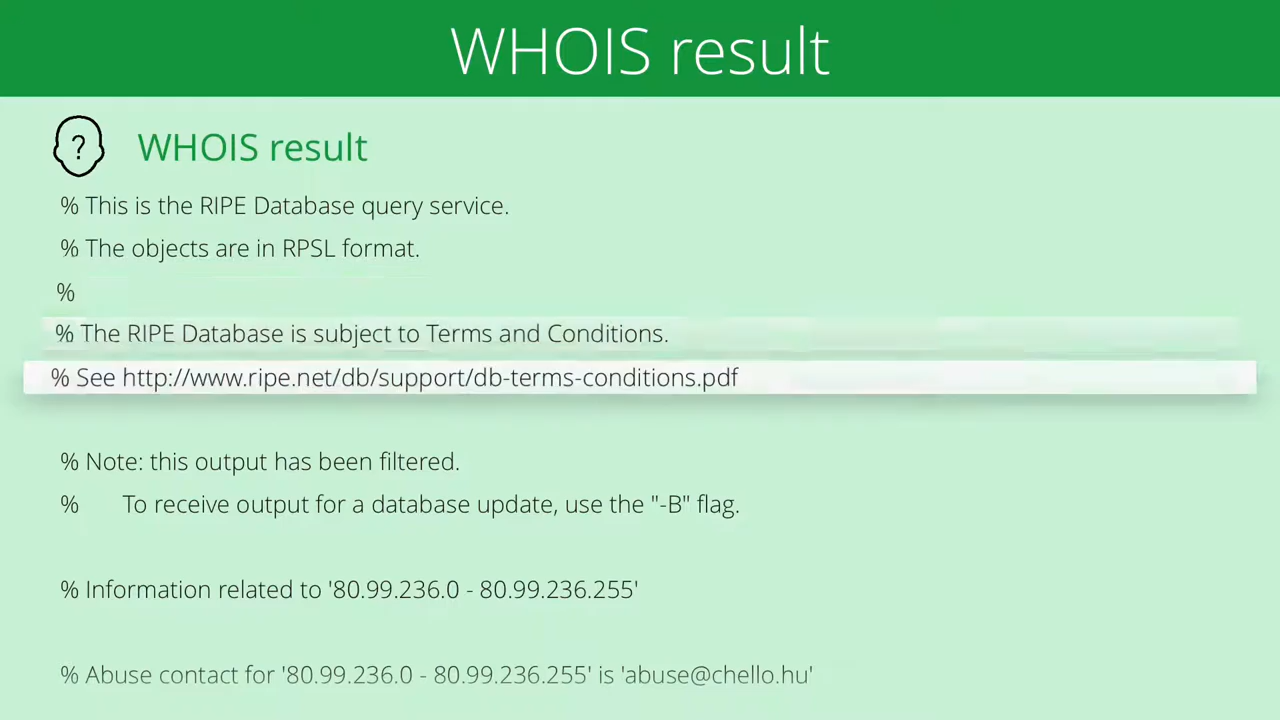 WHOIS result
?
WHOIS result
% This is the RIPE Database query service.
% The objects are in RPSL format.
%
% The RIPE Database is subject to Terms and Conditions.
% See http://www.ripe.net/db/support/db-terms-conditions.pdf
% Note: this output has been filtered.
% To receive output for a database update, use the "-B" flag.
% Information related to '80.99.236.0 - 80.99.236.255'
% Abuse contact for '80.99.236.0 - 80.99.236.255' is 'abuse@chello.hu'